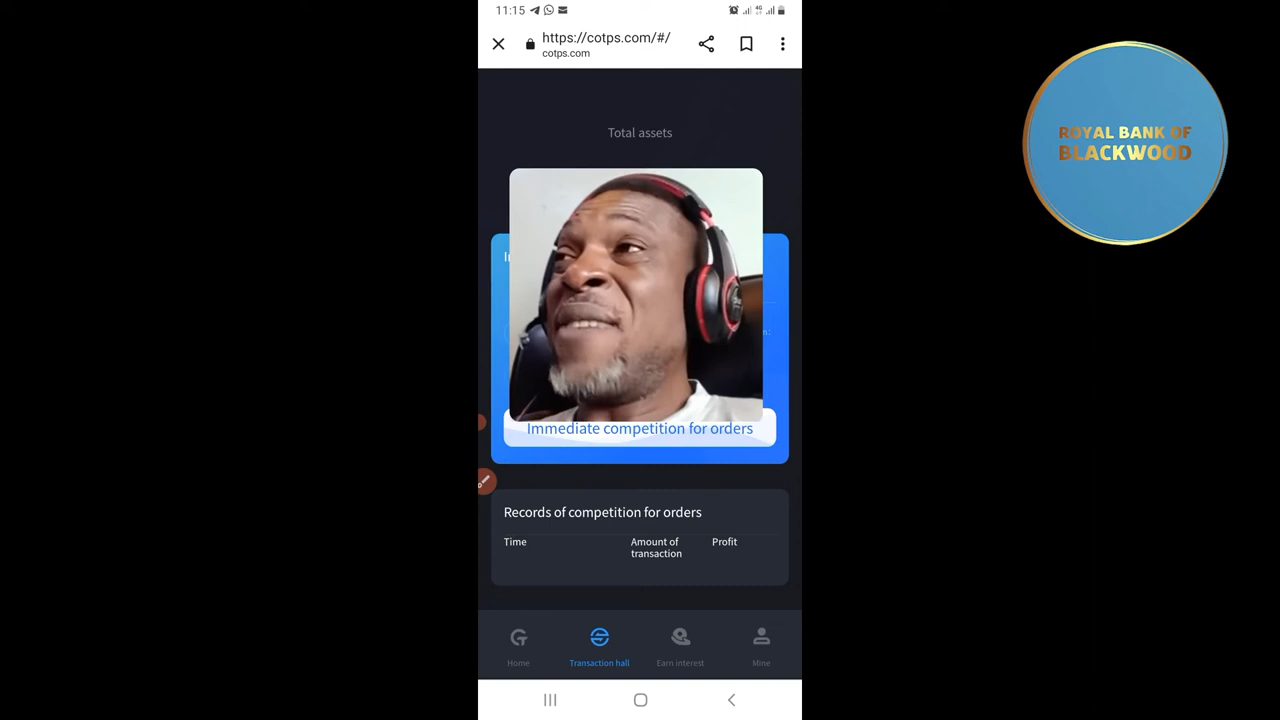 11:15
4G
https://cotps.com/#/
cotps.com
Total assets
Immediate competition for orders
Records of competition for orders
Time
Amount of
transaction
Profit
Home
Transaction hall
Earn interest
Mine
ROYAL BANK OF
BLACKWOOD